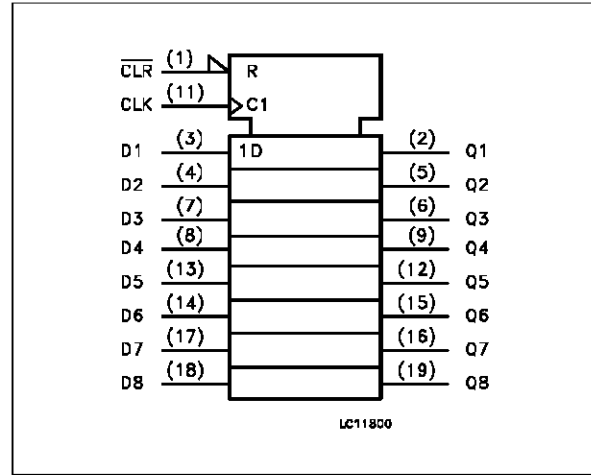 C̅L̅R̅ (1) R
CLK (11) C1
D1 (3) 1D (2) Q1
D2 (4) (5) Q2
D3 (7) (6) Q3
D4 (8) (9) Q4
D5 (13) (12) Q5
D6 (14) (15) Q6
D7 (17) (16) Q7
D8 (18) (19) Q8
LC11800